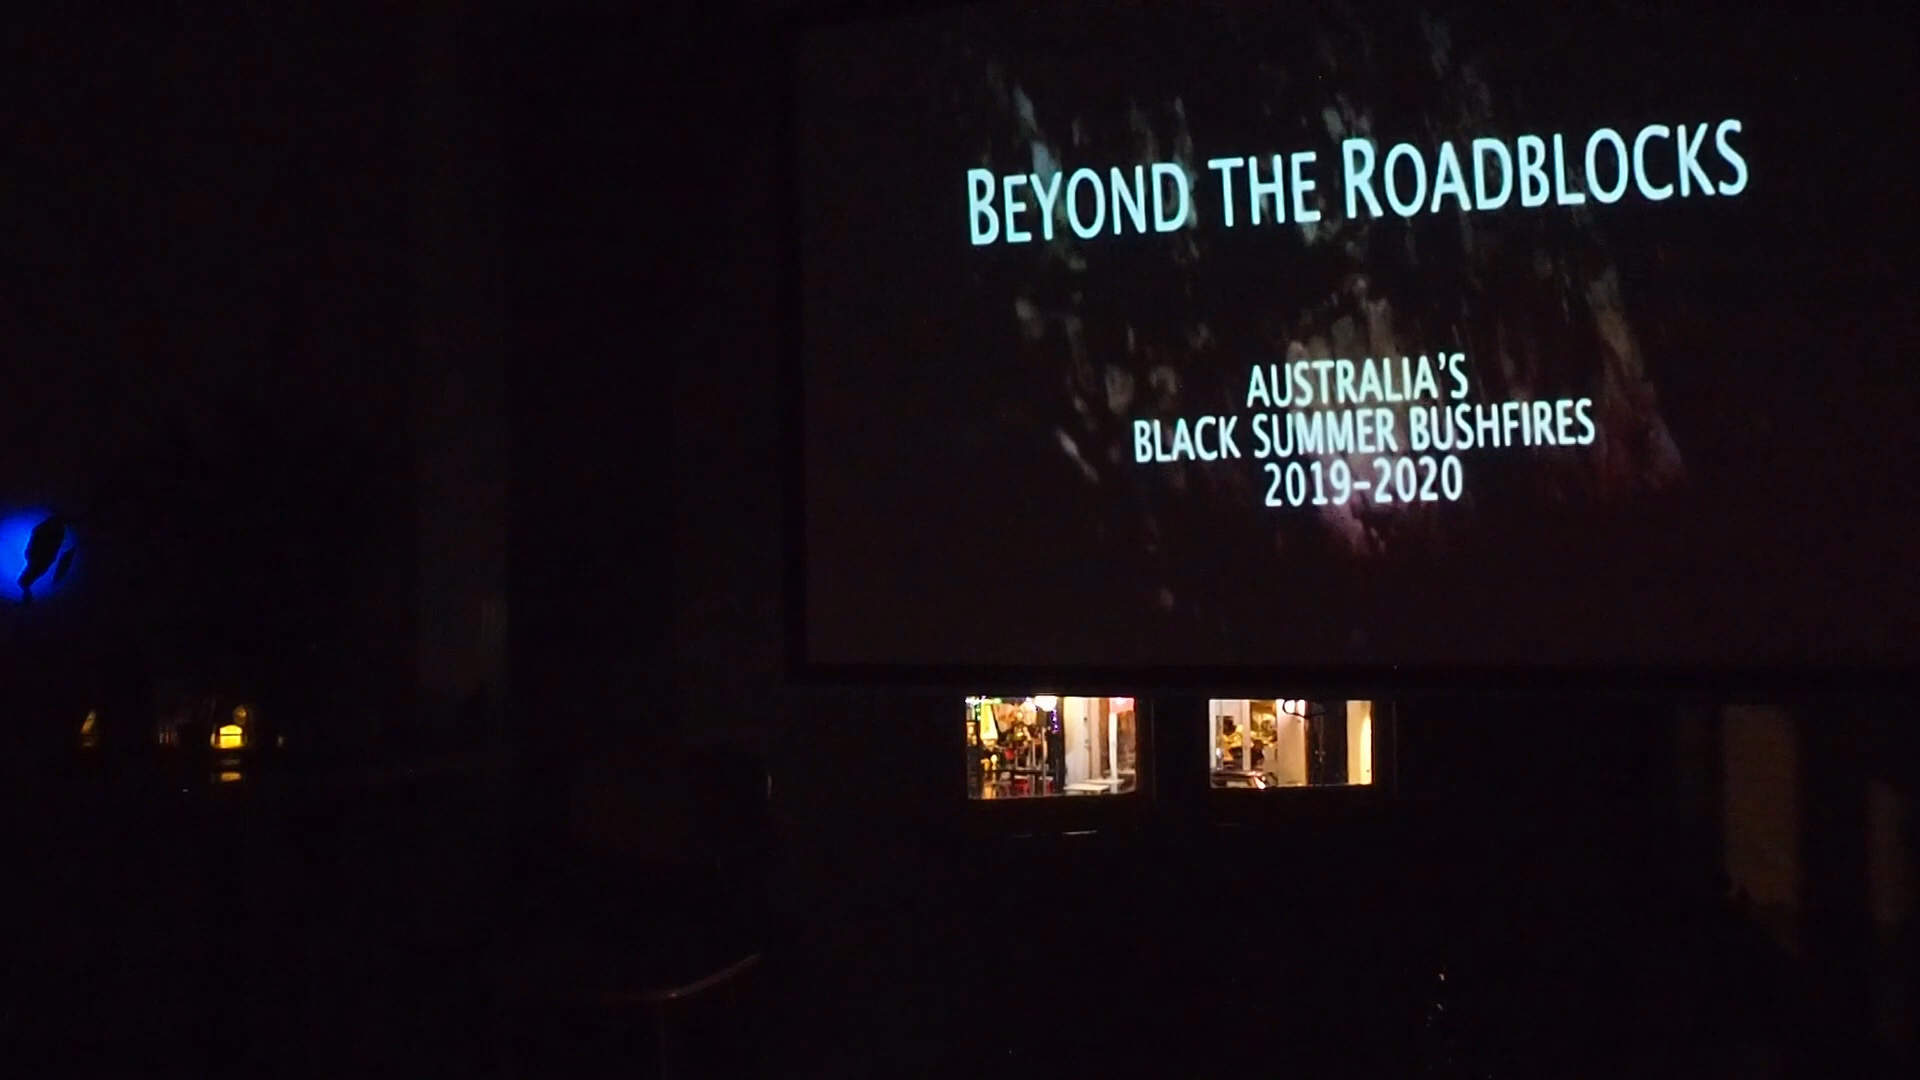 BEYOND THE ROADBLOCKS
AUSTRALIA'S
BLACK SUMMER BUSHFIRES
2019-2020